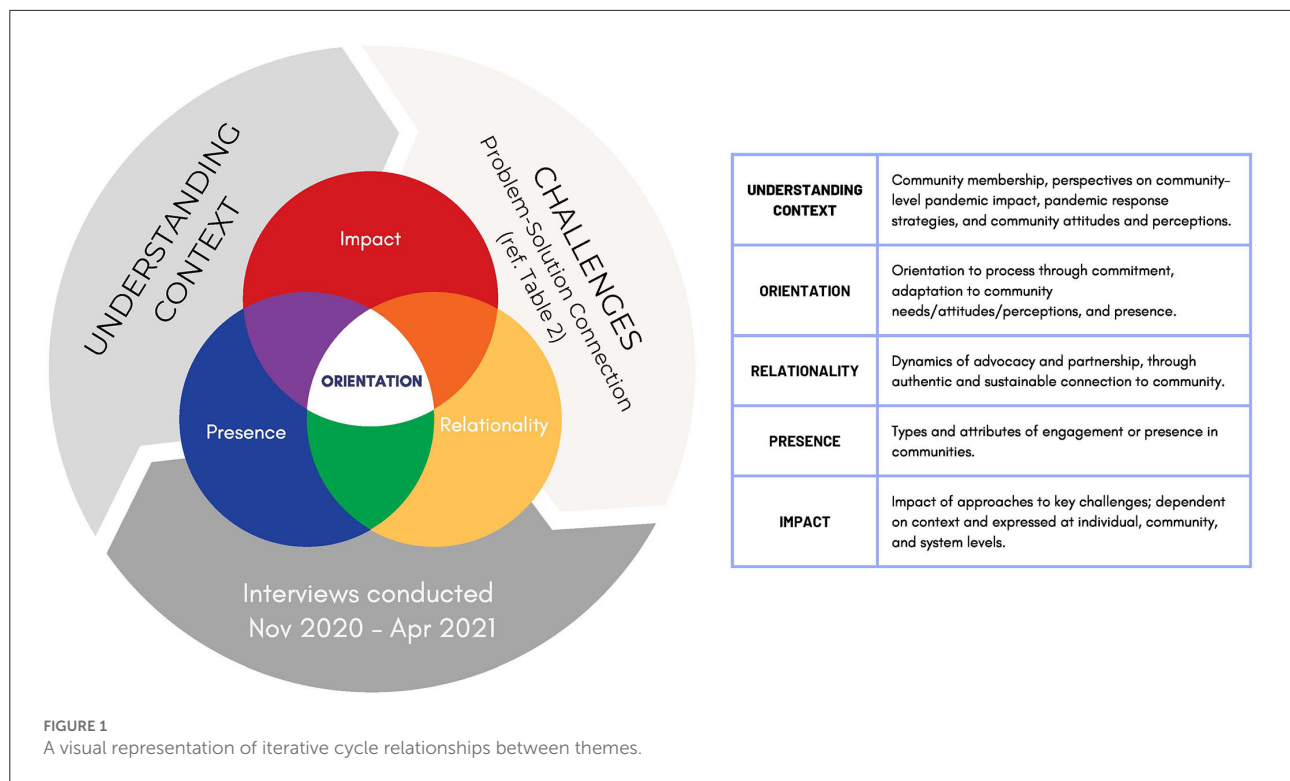 UNDERSTANDING
CONTEXT
CHALLENGES
Problem-Solution Connection
(ref. Table 2)
Impact
ORIENTATION
Presence
Relationality
Interviews conducted
Nov 2020 - Apr 2021
UNDERSTANDING
CONTEXT
Community membership, perspectives on community-
level pandemic impact, pandemic response
strategies, and community attitudes and perceptions.
ORIENTATION
Orientation to process through commitment,
adaptation to community
needs/attitudes/perceptions, and presence.
RELATIONALITY
Dynamics of advocacy and partnership, through
authentic and sustainable connection to community.
PRESENCE
Types and attributes of engagement or presence in
communities.
IMPACT
Impact of approaches to key challenges; dependent
on context and expressed at individual, community,
and system levels.
FIGURE 1
A visual representation of iterative cycle relationships between themes.